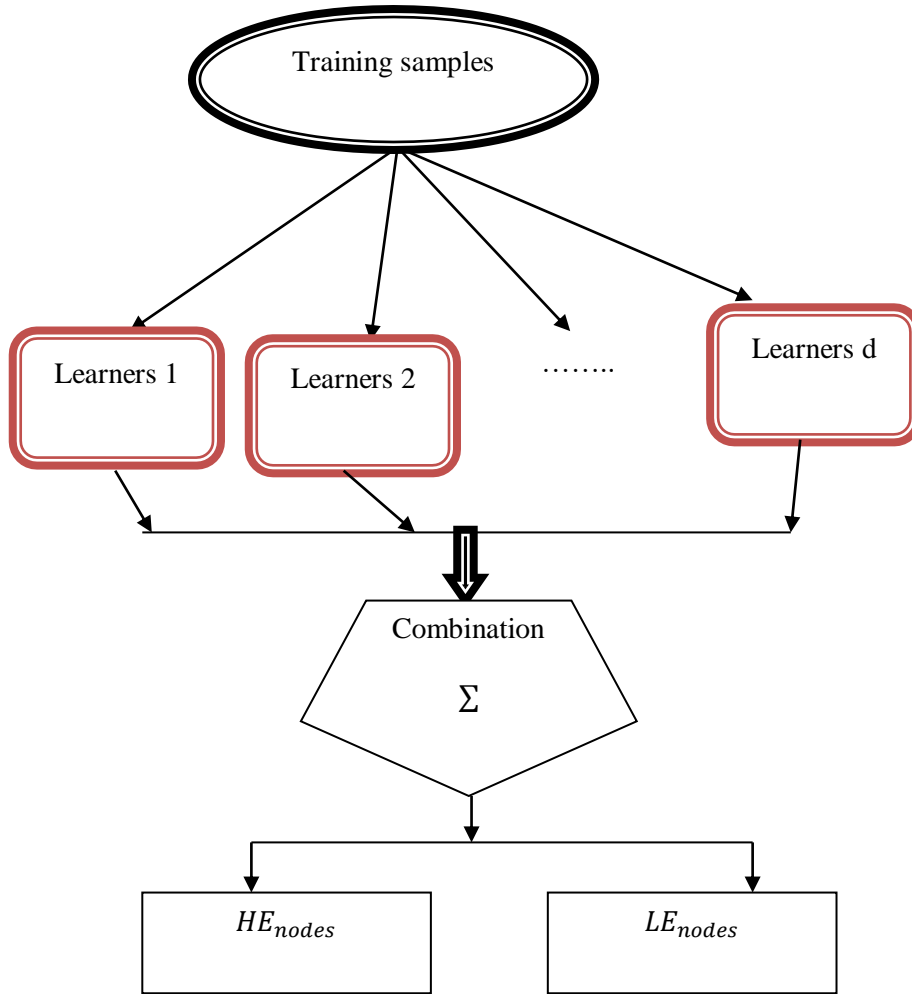 Training samples
Learners 1
Learners 2
........
Learners d
Combination
Σ
HE_nodes
LE_nodes